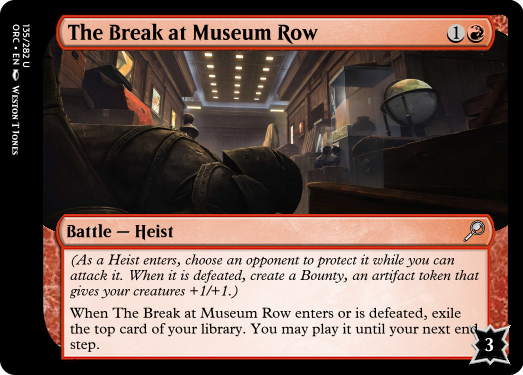 The Break at Museum Row 1
Battle — Heist
(As a Heist enters, choose an opponent to protect it while you can
attack it. When it is defeated, create a Bounty, an artifact token that
gives your creatures +1/+1.)
When The Break at Museum Row enters or is defeated, exile
the top card of your library. You may play it until your next end
step.
3
135/282 U
ORC • EN Weston T Jones